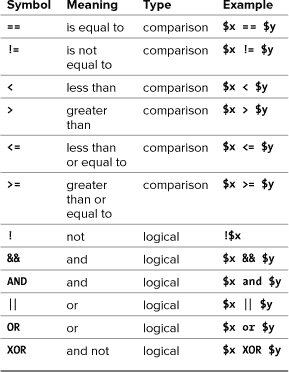 Symbol Meaning Type Example
== is equal to comparison $x == $y
!= is not comparison $x != $y
equal to
< less than comparison $x < $y
> greater comparison $x > $y
than
<= less than comparison $x <= $y
or equal to
>= greater comparison $x >= $y
than or
equal to
! not logical !$x
&& and logical $x && $y
AND and logical $x and $y
|| or logical $x || $y
OR or logical $x or $y
XOR and not logical $x XOR $y